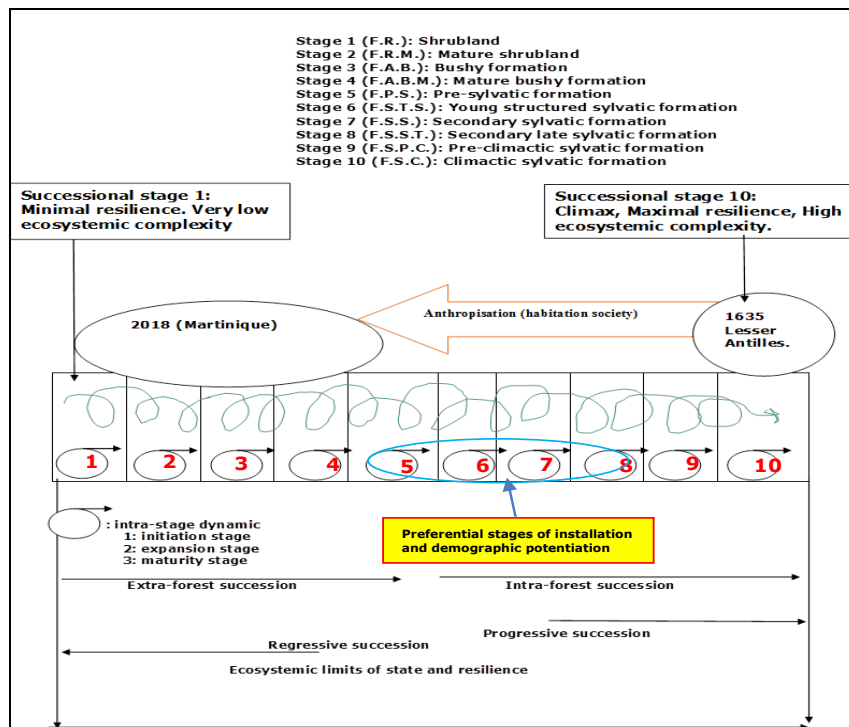 Stage 1 (F.R.): Shrubland
Stage 2 (F.R.M.): Mature shrubland
Stage 3 (F.A.B.): Bushy formation
Stage 4 (F.A.B.M.): Mature bushy formation
Stage 5 (F.P.S.): Pre-sylvatic formation
Stage 6 (F.S.T.S.): Young structured sylvatic formation
Stage 7 (F.S.S.): Secondary sylvatic formation
Stage 8 (F.S.S.T.): Secondary late sylvatic formation
Stage 9 (F.S.P.C.): Pre-climactic sylvatic formation
Stage 10 (F.S.C.): Climactic sylvatic formation
Successional stage 1:
Minimal resilience. Very low
ecosystemic complexity
Successional stage 10:
Climax, Maximal resilience, High
ecosystemic complexity.
2018 (Martinique)
Anthropisation (habitation society)
1635
Lesser
Antilles.
1 2 3 4 5 6 7 8 9 10
: intra-stage dynamic
1: initiation stage
2: expansion stage
3: maturity stage
Preferential stages of installation
and demographic potentiation
Extra-forest succession
Intra-forest succession
Progressive succession
Regressive succession
Ecosystemic limits of state and resilience